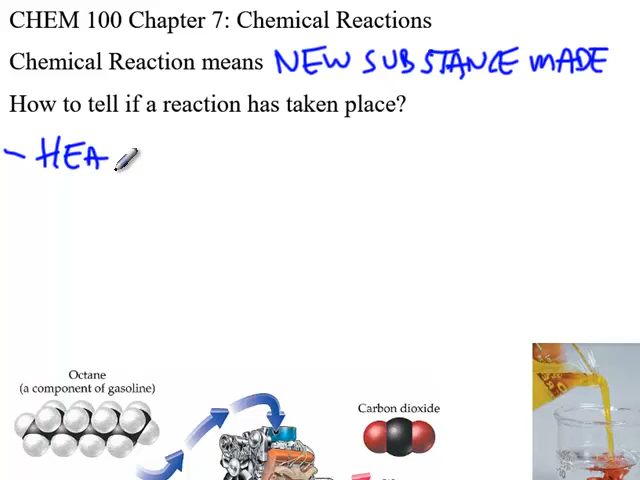 CHEM 100 Chapter 7: Chemical Reactions
Chemical Reaction means NEW SUBSTANCE MADE
How to tell if a reaction has taken place?
- HEA
Octane
(a component of gasoline)
Carbon dioxide